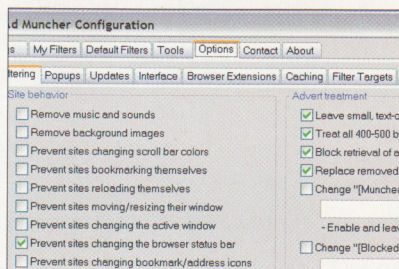 d Muncher Configuration
My Filters Default Filters Tools Options Contact About
ltering Popups Updates Interface Browser Extensions Caching Filter Targets
Site behavior
Remove music and sounds
Remove background images
Prevent sites changing scroll bar colors
Prevent sites bookmarking themselves
Prevent sites reloading themselves
Prevent sites moving/resizing their window
Prevent sites changing the active window
Prevent sites changing the browser status bar
Prevent sites changing bookmark/address icons
Advert treatment
Leave small, text-o
Treat all 400-500 b
Block retrieval of a
Replace removed
Change "[Munche
- Enable and leav
Change "[Blocked